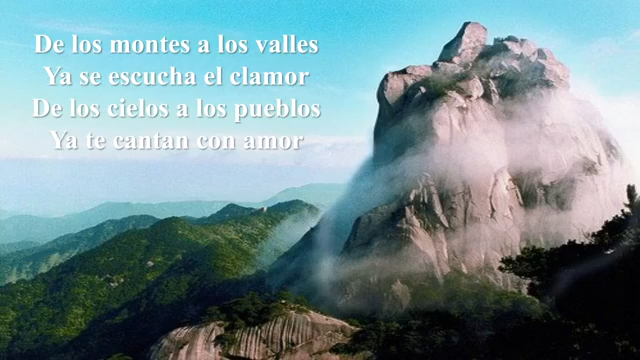 De los montes a los valles
Ya se escucha el clamor
De los cielos a los pueblos
Ya te cantan con amor